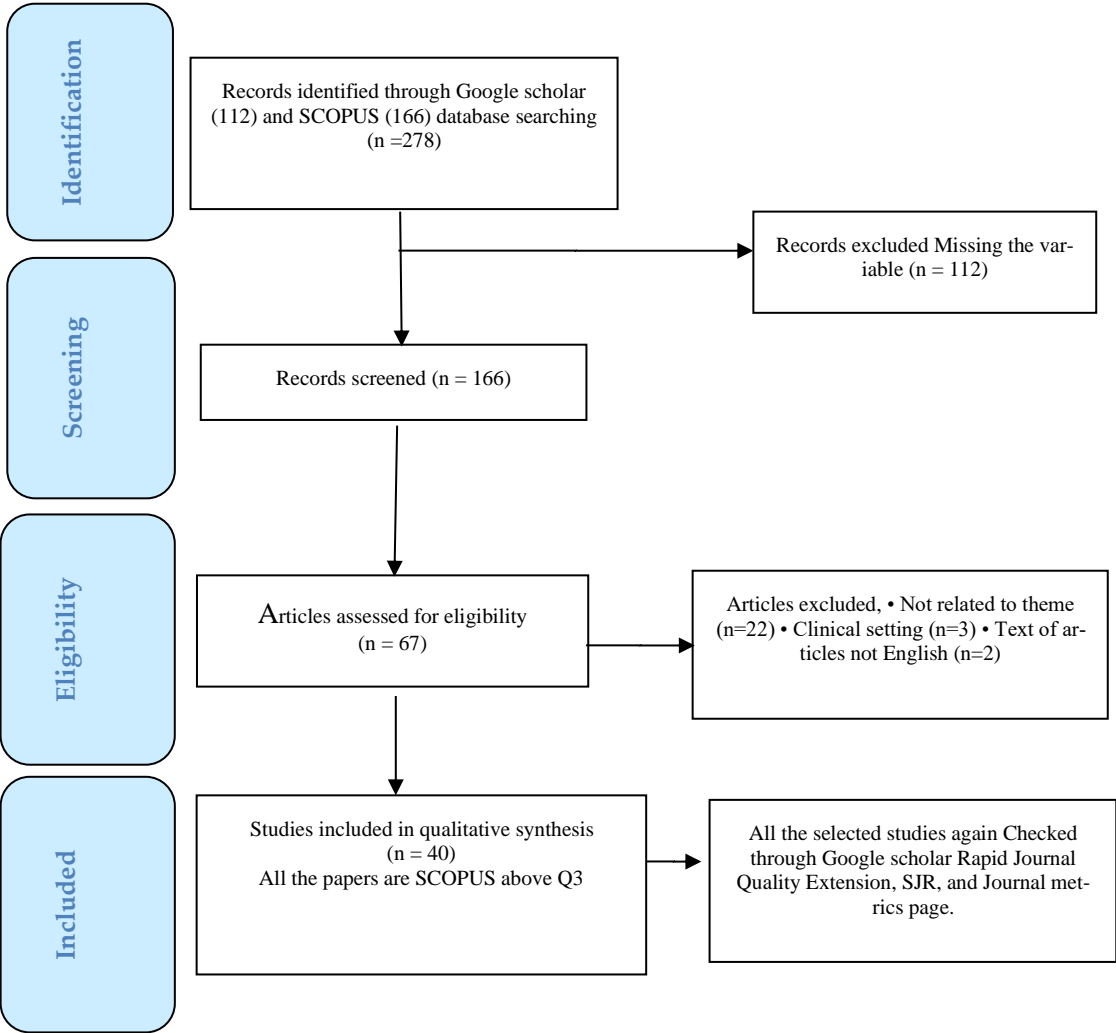 Identification
Records identified through Google scholar
(112) and SCOPUS (166) database searching
(n =278)
Records excluded Missing the var-
iable (n = 112)
Screening
Records screened (n = 166)
Eligibility
Articles assessed for eligibility
(n = 67)
Articles excluded, • Not related to theme
(n=22) • Clinical setting (n=3) • Text of ar-
ticles not English (n=2)
Included
Studies included in qualitative synthesis
(n = 40)
All the papers are SCOPUS above Q3
All the selected studies again Checked
through Google scholar Rapid Journal
Quality Extension, SJR, and Journal met-
rics page.